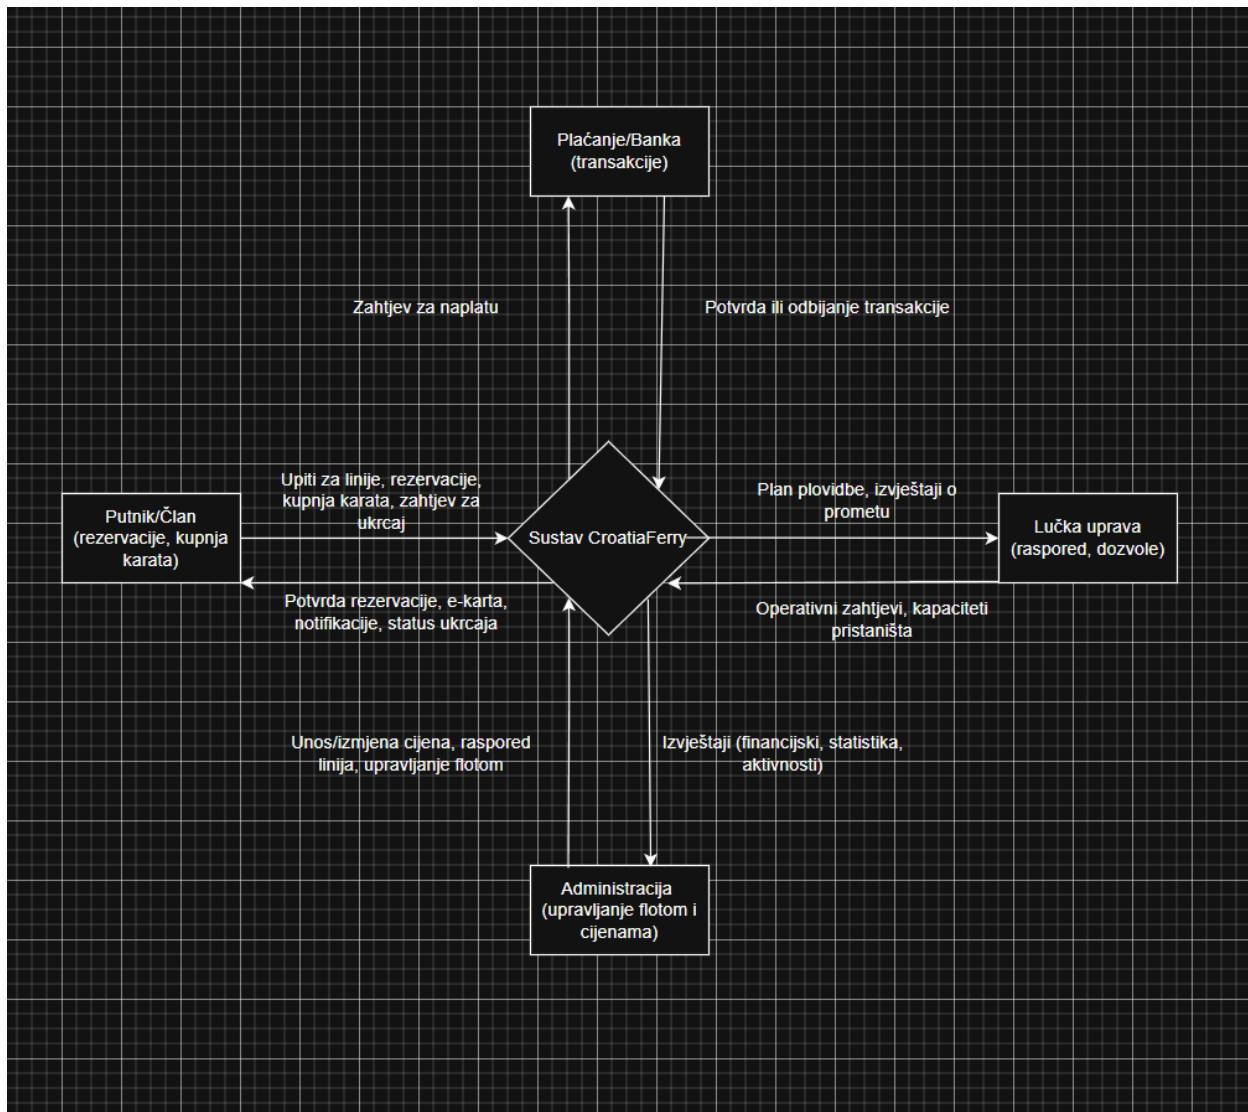 Plaćanje/Banka
(transakcije)
Zahtjev za naplatu
Potvrda ili odbijanje transakcije
Upiti za linije, rezervacije,
kupnja karata, zahtjev za
ukrcaj
Plan plovidbe, izvještaji o
prometu
Putnik/Član
(rezervacije, kupnja
karata)
Sustav CroatiaFerry
Lučka uprava
(raspored, dozvole)
Potvrda rezervacije, e-karta,
notifikacije, status ukrcaja
Operativni zahtjevi, kapaciteti
pristaništa
Unos/izmjena cijena, raspored
linija, upravljanje flotom
Izvještaji (financijski, statistika,
aktivnosti)
Administracija
(upravljanje flotom i
cijenama)